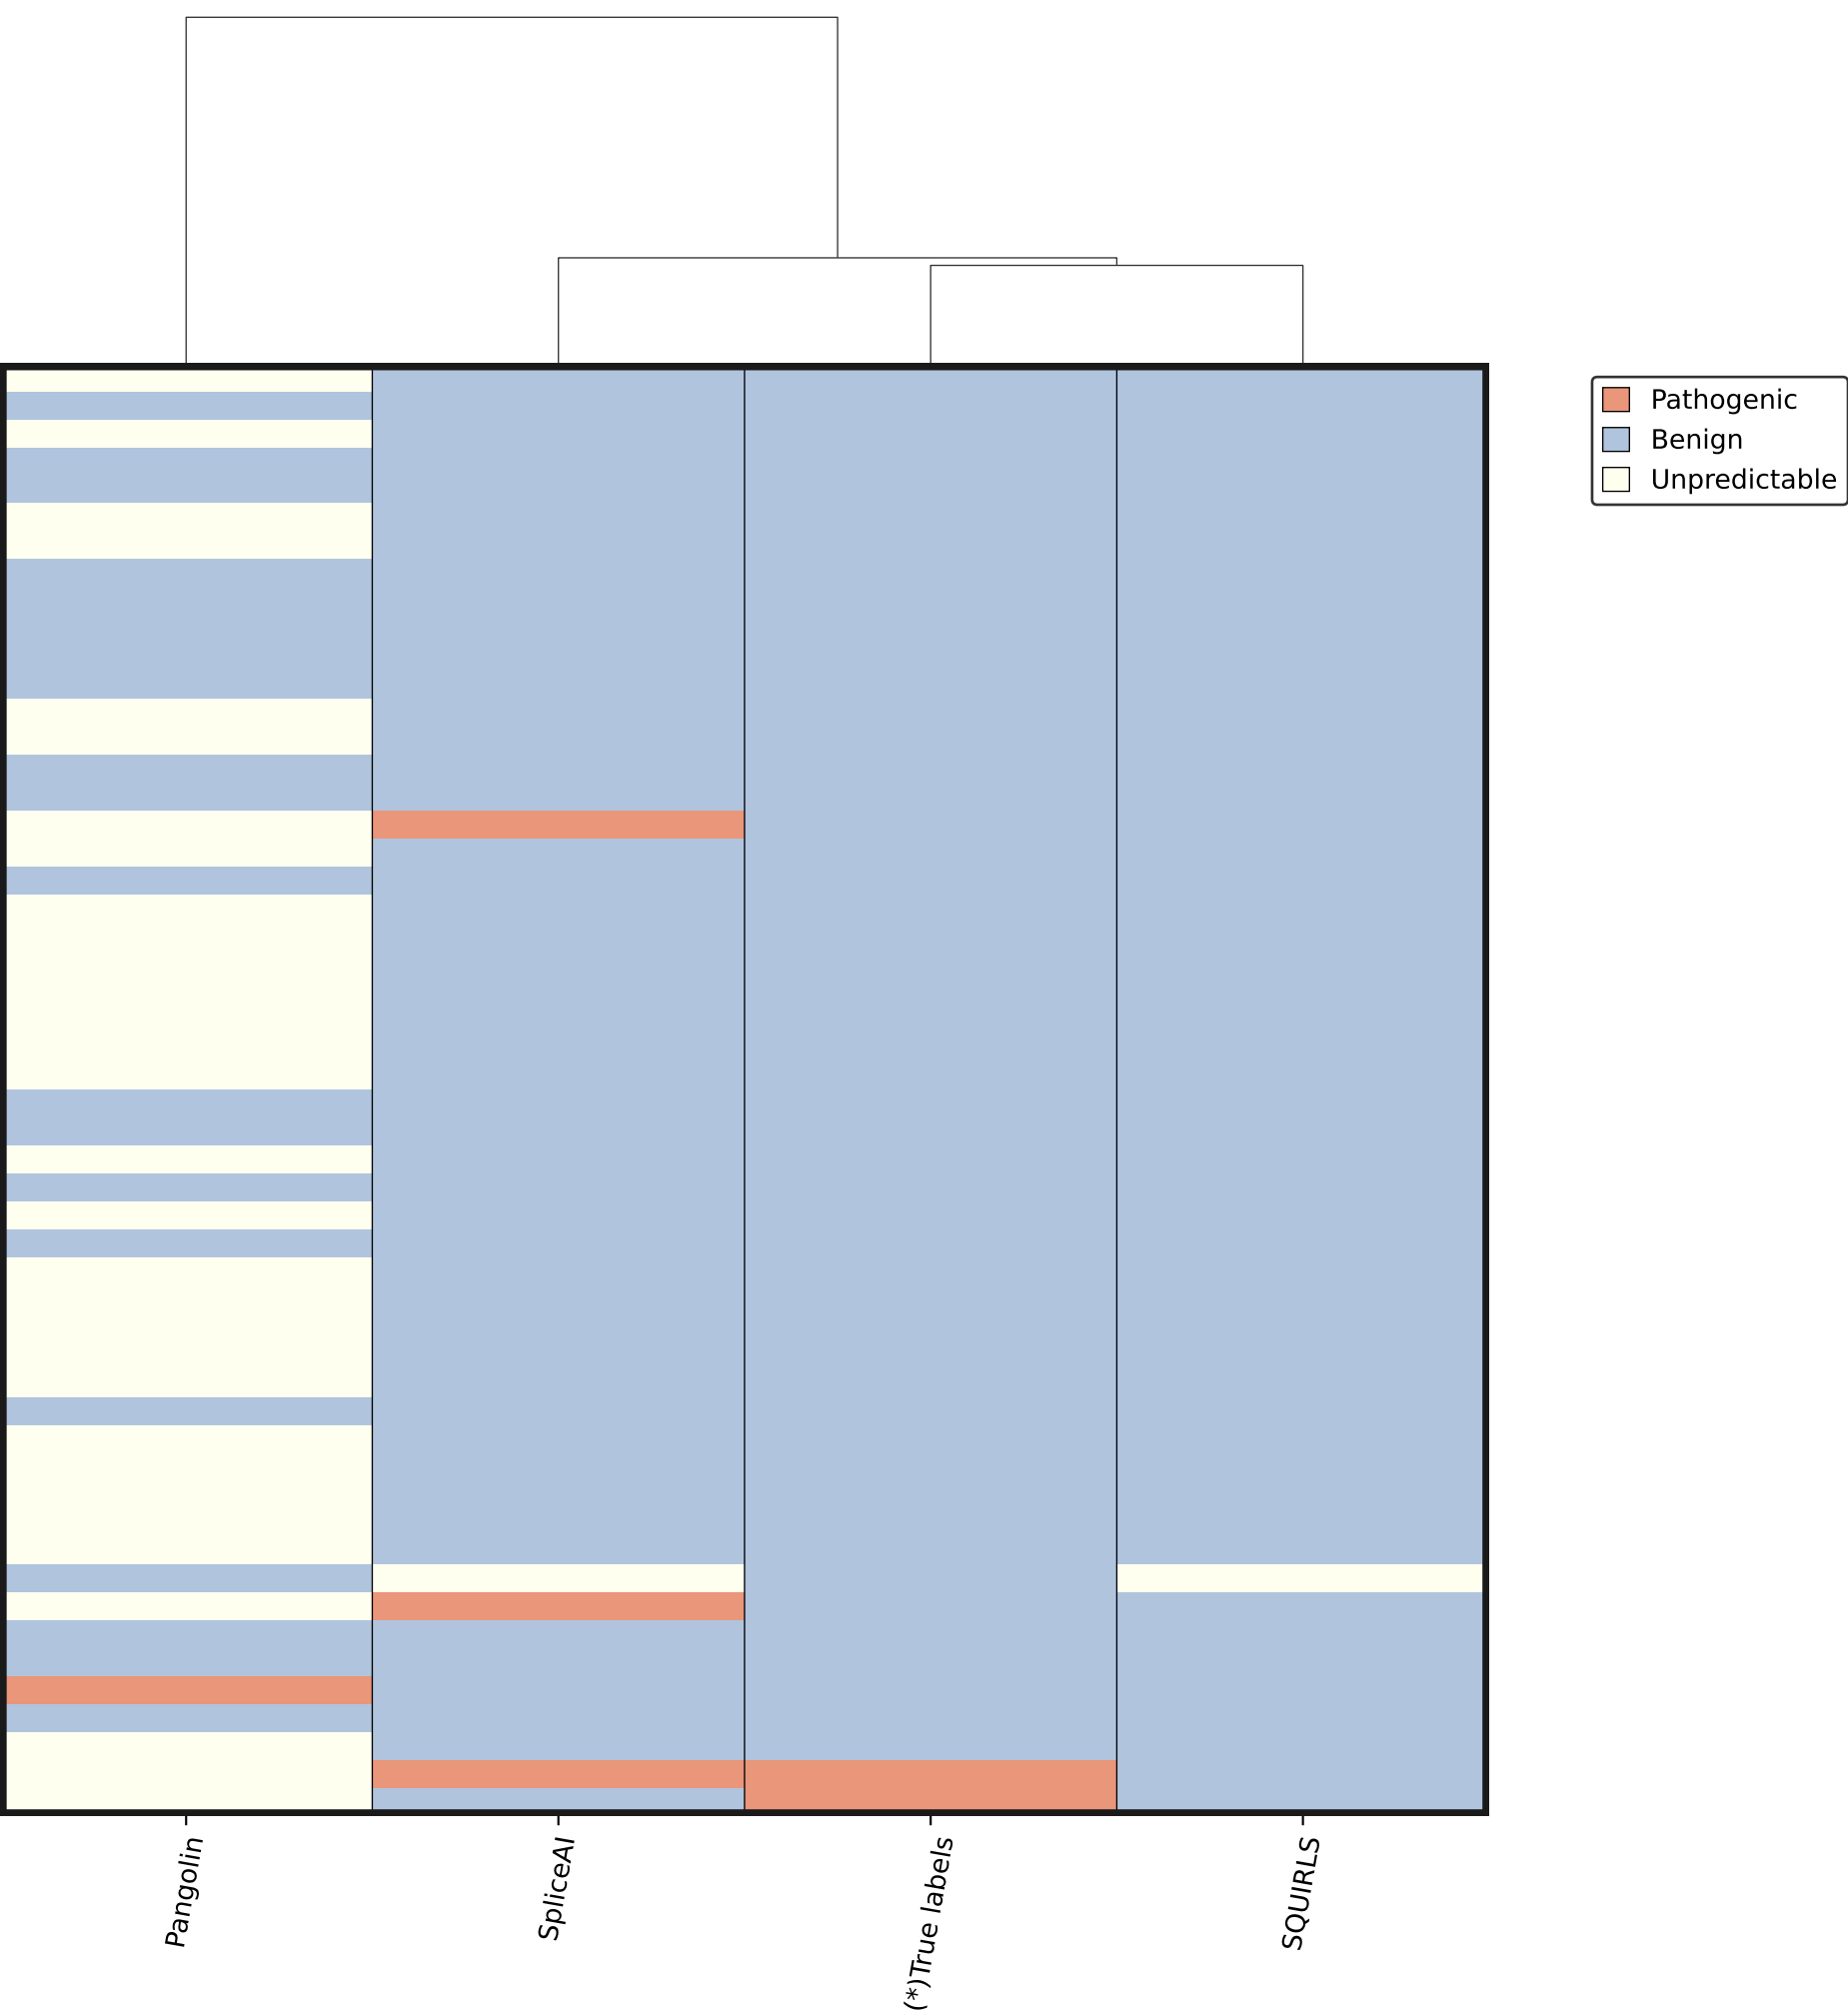 Pathogenic
Benign
Unpredictable
Pangolin
SpliceAI
(*)True labels
SQUIRLS